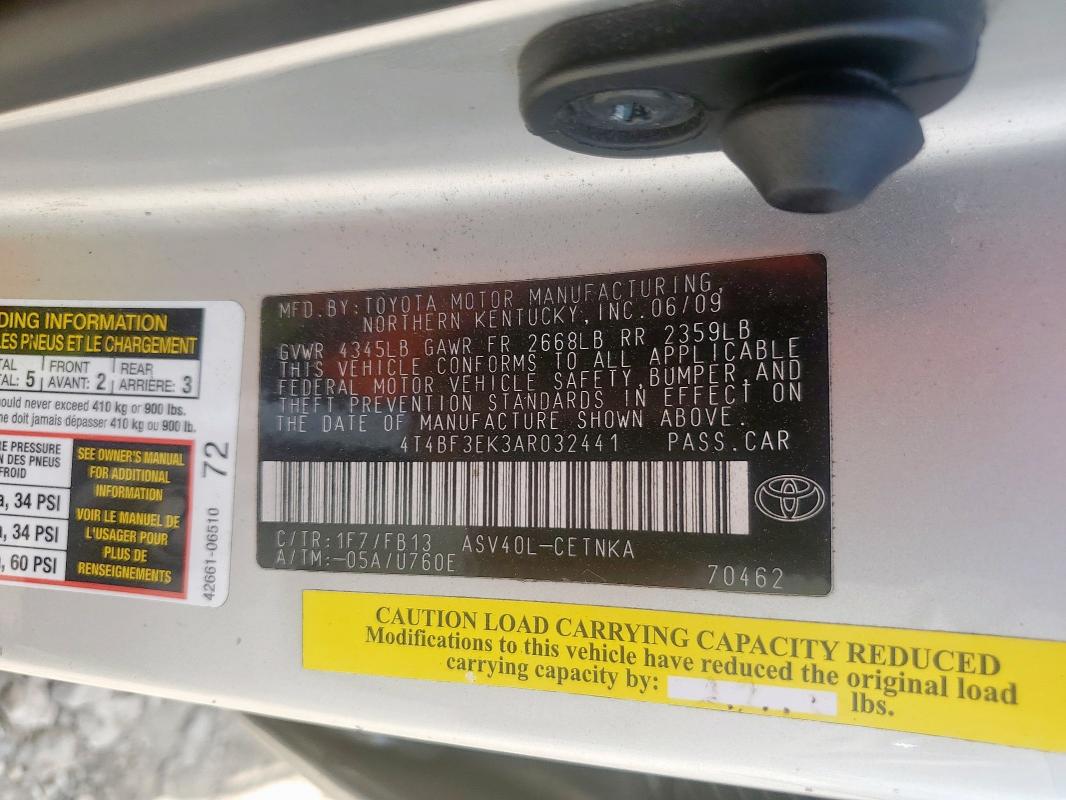 DING INFORMATION
LES PNEUS ET LE CHARGEMENT
TAL
TAL: 5
FRONT
AVANT: 2
REAR
ARRIÈRE: 3
hould never exceed 410 kg or 900 lbs.
ne doit jamais dépasser 410 kg ou 900 lb.
RE PRESSURE
N DES PNEUS
FROID
a, 34 PSI
a, 34 PSI
, 60 PSI
SEE OWNER'S MANUAL
FOR ADDITIONAL
INFORMATION
VOIR LE MANUEL DE
L'USAGER POUR
PLUS DE
RENSEIGNEMENTS
42661-06510 72
MFD. BY: TOYOTA MOTOR MANUFACTURING,
NORTHERN KENTUCKY, INC. 06/09
GVWR 4345LB GAWR FR 2668LB RR 2359LB
THIS VEHICLE CONFORMS TO ALL APPLICABLE
FEDERAL MOTOR VEHICLE SAFETY, BUMPER, AND
THEFT PREVENTION STANDARDS IN EFFECT ON
THE DATE OF MANUFACTURE SHOWN ABOVE.
4T4BF3EK3AR032441 PASS. CAR
C/TR: 1F7/FB13 ASV40L-CETNKA
A/TM: -05A/U760E
70462
CAUTION LOAD CARRYING CAPACITY REDUCED
Modifications to this vehicle have reduced the original load
carrying capacity by: lbs.